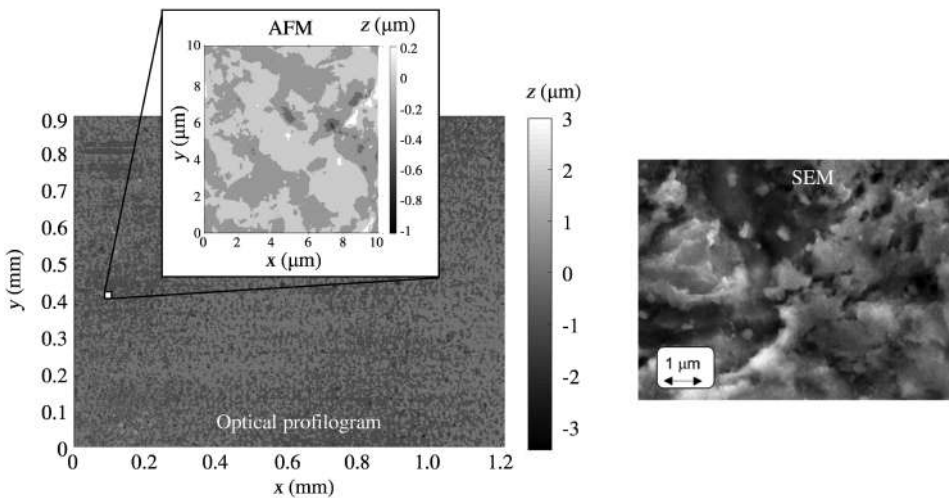 AFM
z (μm)
0.2
0
-0.2
-0.4
-0.6
-0.8
-1
10
8
6
4
2
0
y (μm)
0 2 4 6 8 10
x (μm)
0.9
0.8
0.7
0.6
0.5
0.4
0.3
0.2
0.1
0
y (mm)
Optical profilogram
0 0.2 0.4 0.6 0.8 1.0 1.2
x (mm)
z (μm)
3
2
1
0
-1
-2
-3
SEM
1 μm